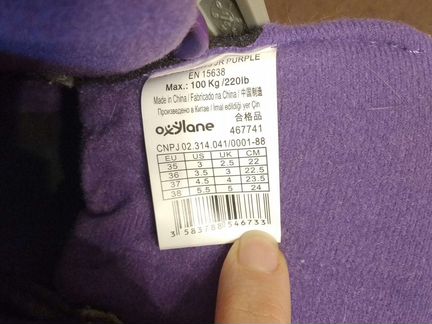 JR PURPLE
EN 15638
Max.: 100 Kg /220lb
Made in China / Fabricado na China / 中国制造
Произведено в Китае / Imal edildiği yer Çin
合格品
oxylane 467741
CNPJ 02.314.041/0001-88
EU US UK CM
35 3 2.5 22
36 3.5 3 22.5
37 4.5 4 23.5
38 5.5 5 24
3 583788 546733